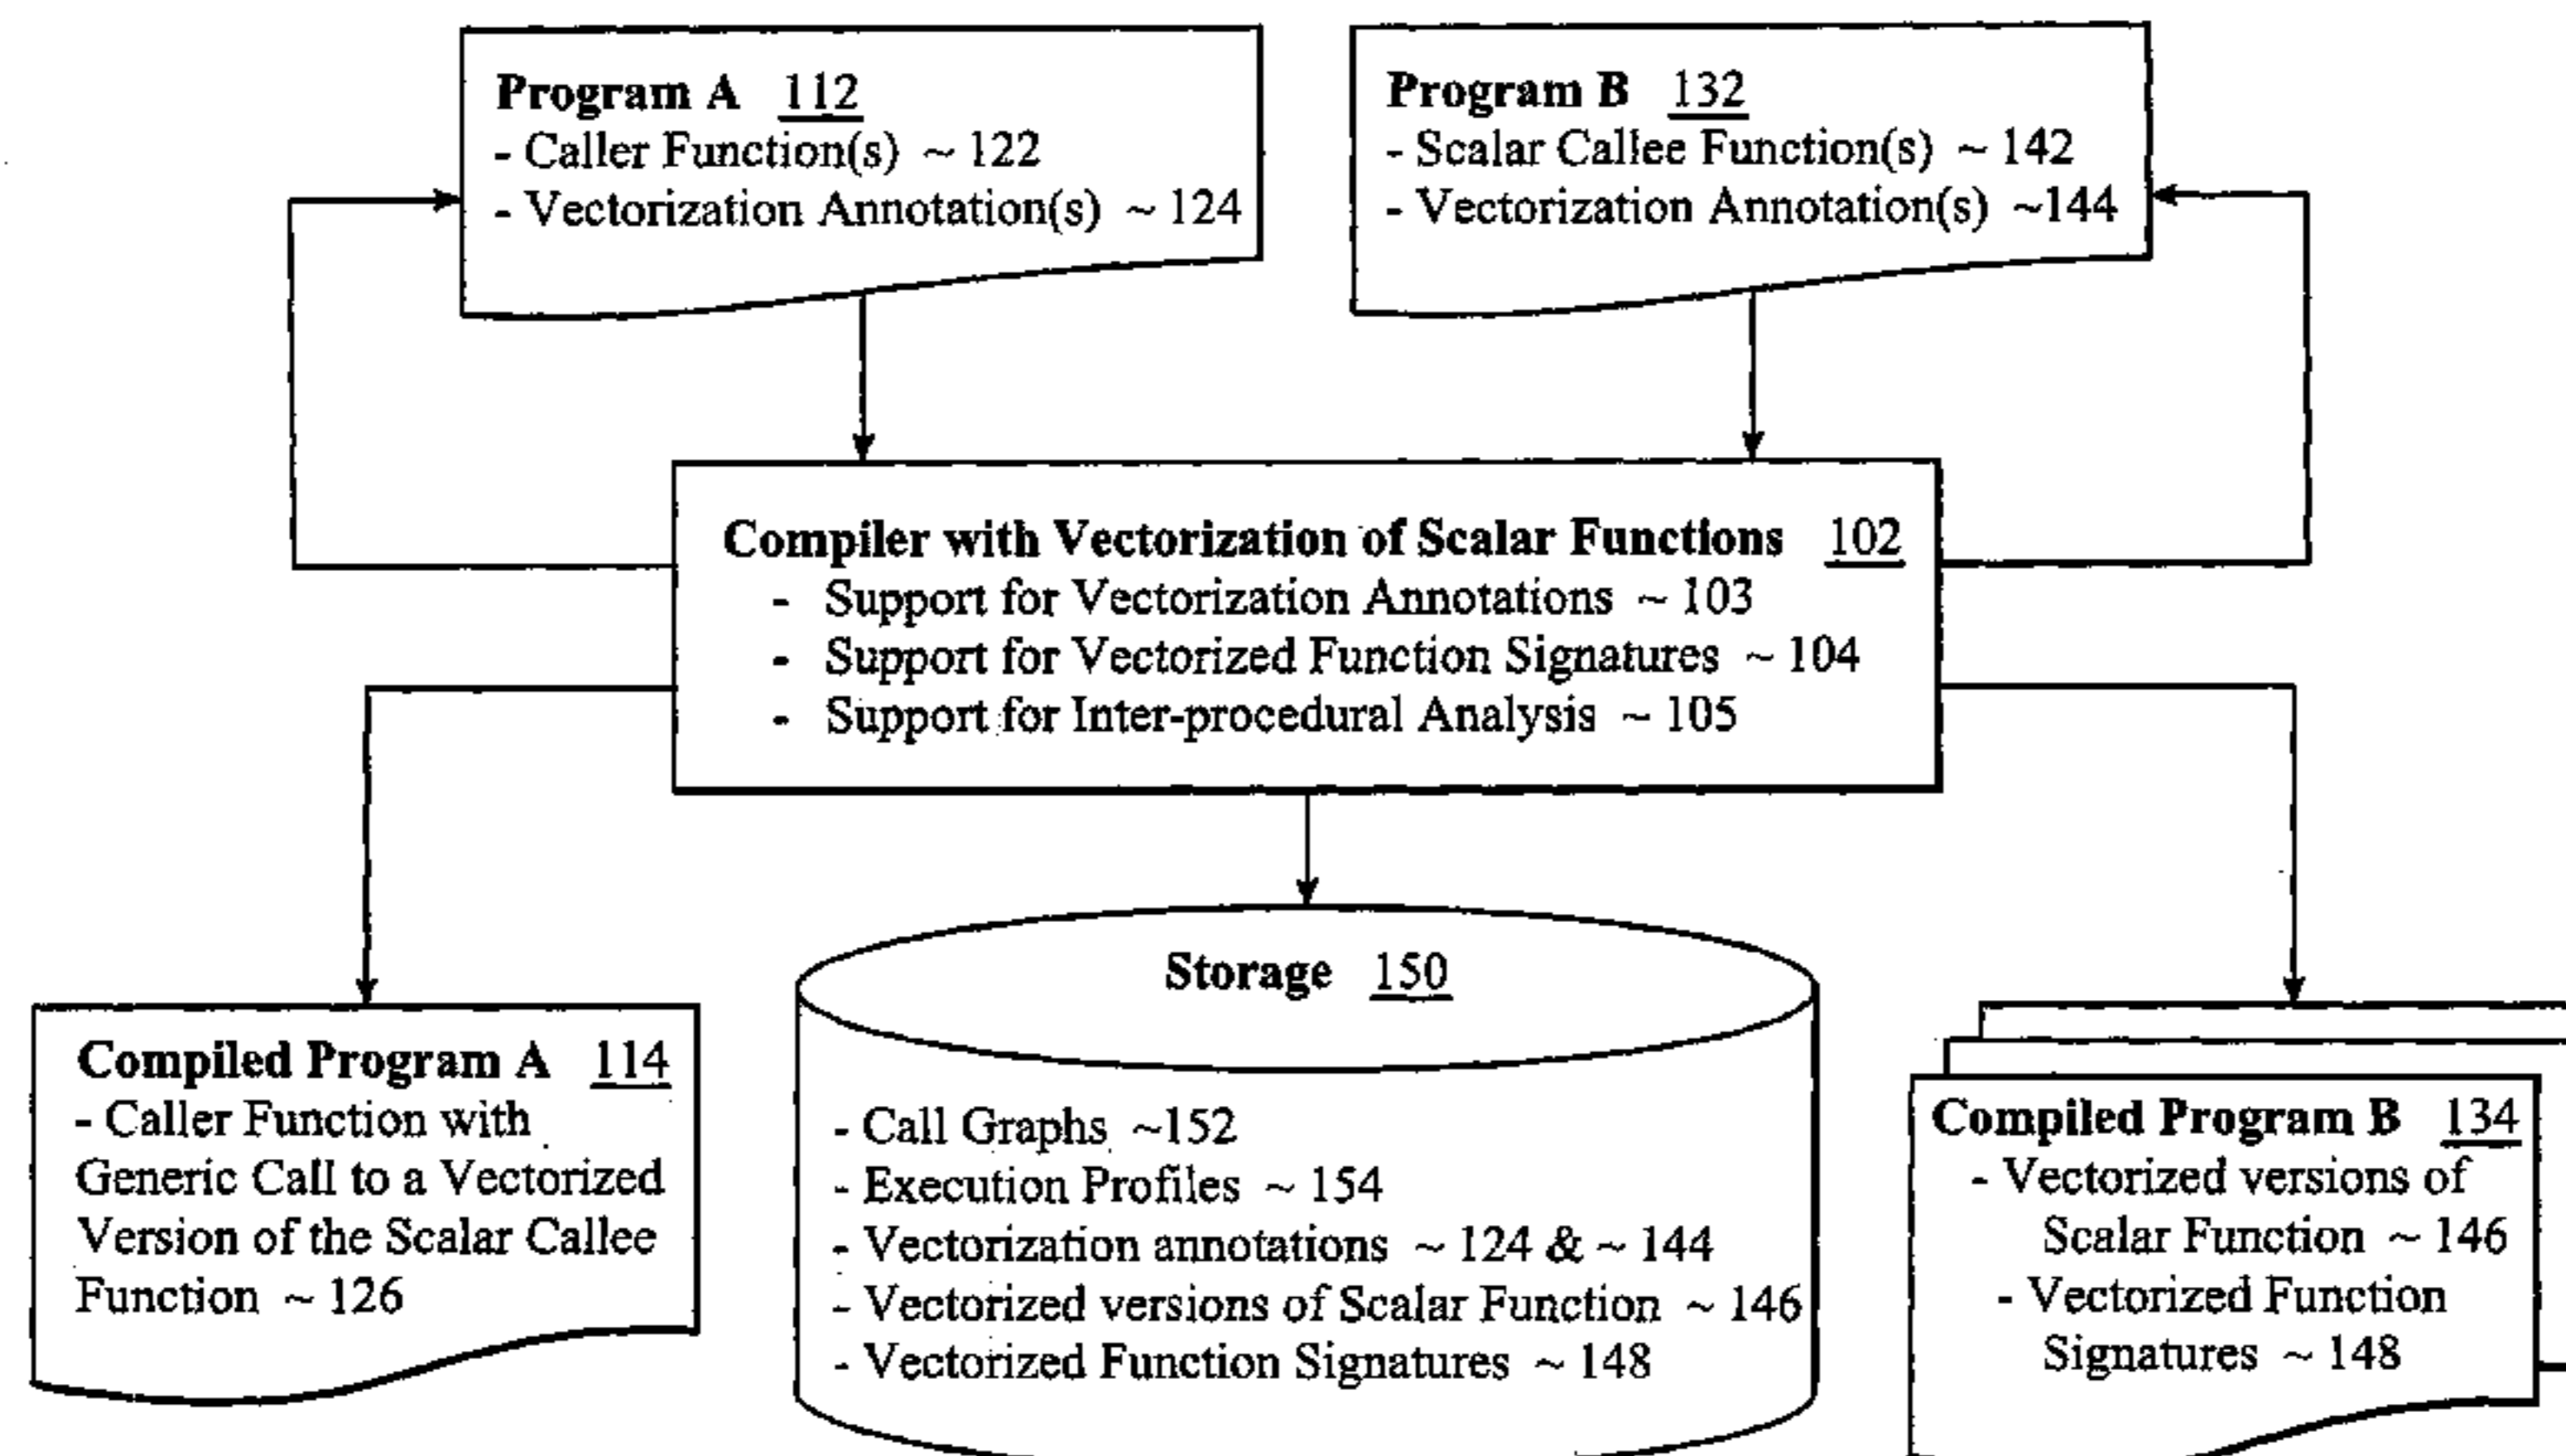 Program A 112
- Caller Function(s) ~ 122
- Vectorization Annotation(s) ~ 124
Program B 132
- Scalar Callee Function(s) ~ 142
- Vectorization Annotation(s) ~144
Compiler with Vectorization of Scalar Functions 102
- Support for Vectorization Annotations ~ 103
- Support for Vectorized Function Signatures ~ 104
- Support for Inter-procedural Analysis ~ 105
Compiled Program A 114
- Caller Function with
Generic Call to a Vectorized
Version of the Scalar Callee
Function ~ 126
Storage 150
- Call Graphs ~152
- Execution Profiles ~ 154
- Vectorization annotations ~ 124 & ~ 144
- Vectorized versions of Scalar Function ~ 146
- Vectorized Function Signatures ~ 148
Compiled Program B 134
- Vectorized versions of
Scalar Function ~ 146
- Vectorized Function
Signatures ~ 148